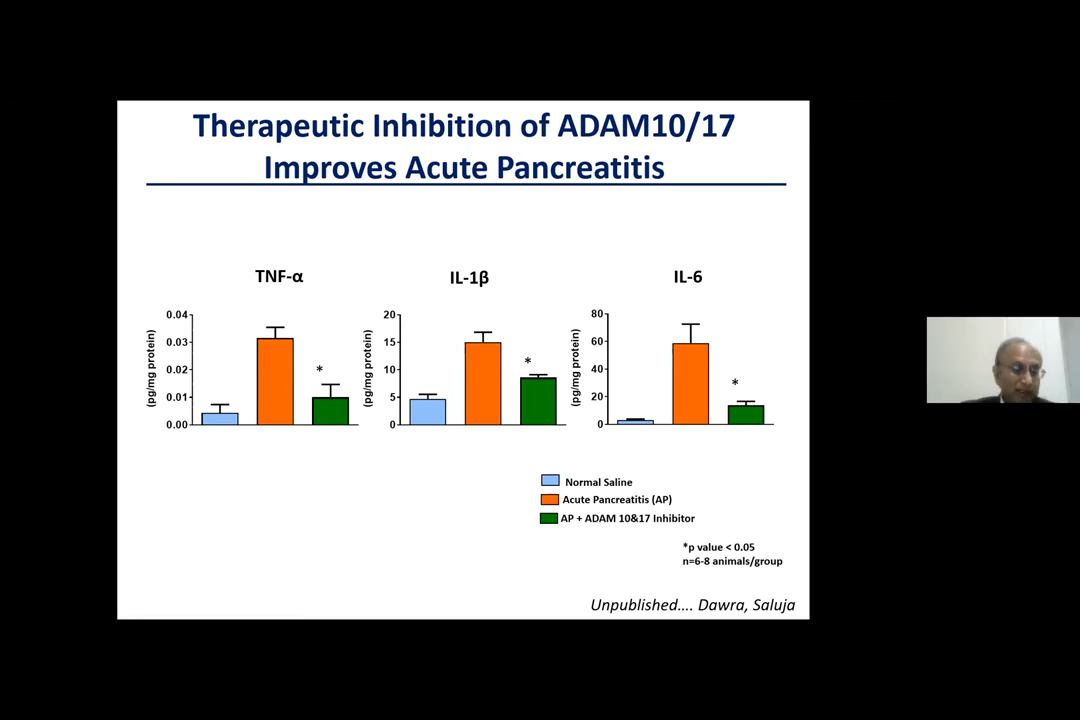 Therapeutic Inhibition of ADAM10/17
Improves Acute Pancreatitis
TNF-α
(pg/mg protein)
0.04
0.03
0.02
0.01
0.00
*
IL-1β
(pg/mg protein)
20
15
10
5
0
*
IL-6
(pg/mg protein)
80
60
40
20
0
*
Normal Saline
Acute Pancreatitis (AP)
AP + ADAM 10&17 Inhibitor
*p value < 0.05
n=6-8 animals/group
Unpublished.... Dawra, Saluja